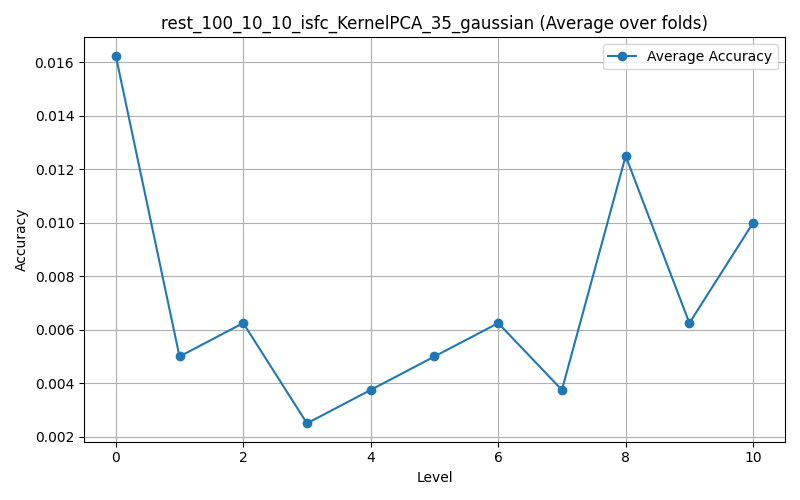 rest_100_10_10_isfc_KernelPCA_35_gaussian (Average over folds)
Average Accuracy
0.016
0.014
0.012
0.010
0.008
0.006
0.004
0.002
Accuracy
0 2 4 6 8 10
Level